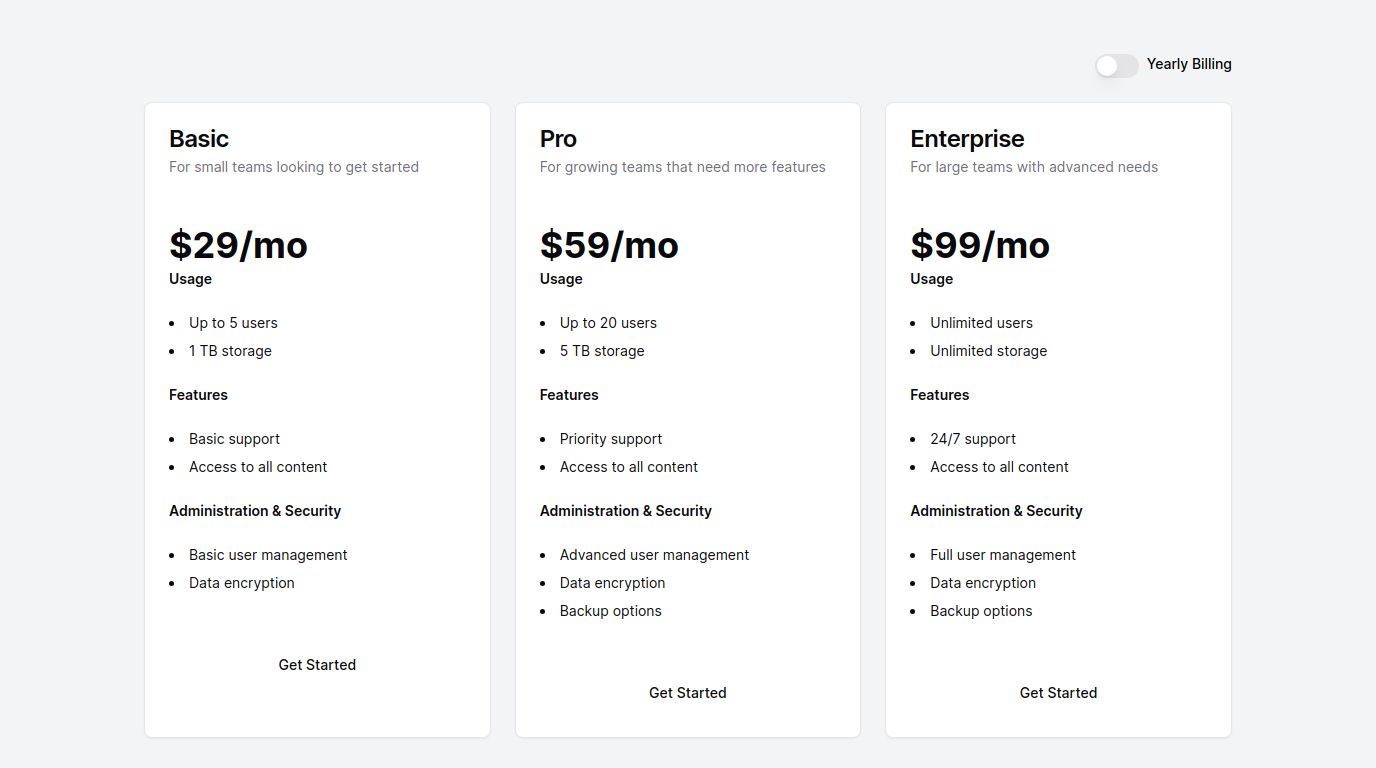 Yearly Billing
Basic
For small teams looking to get started
$29/mo
Usage
Up to 5 users
1 TB storage
Features
Basic support
Access to all content
Administration & Security
Basic user management
Data encryption
Get Started
Pro
For growing teams that need more features
$59/mo
Usage
Up to 20 users
5 TB storage
Features
Priority support
Access to all content
Administration & Security
Advanced user management
Data encryption
Backup options
Get Started
Enterprise
For large teams with advanced needs
$99/mo
Usage
Unlimited users
Unlimited storage
Features
24/7 support
Access to all content
Administration & Security
Full user management
Data encryption
Backup options
Get Started